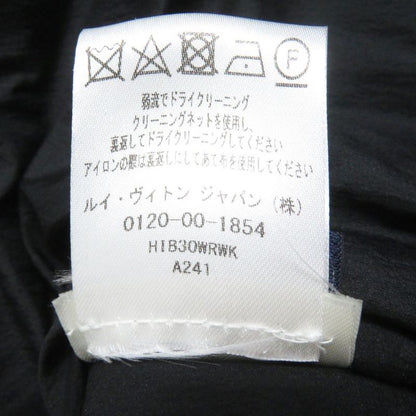 F
弱流でドライクリーニング
クリーニングネットを使用し、
裏返してドライクリーニングしてください
アイロンの際は裏返しにしてあて布を使用してください
ルイ・ヴィトン ジャパン（株）
0120-00-1854
HIB30WRWK
A241